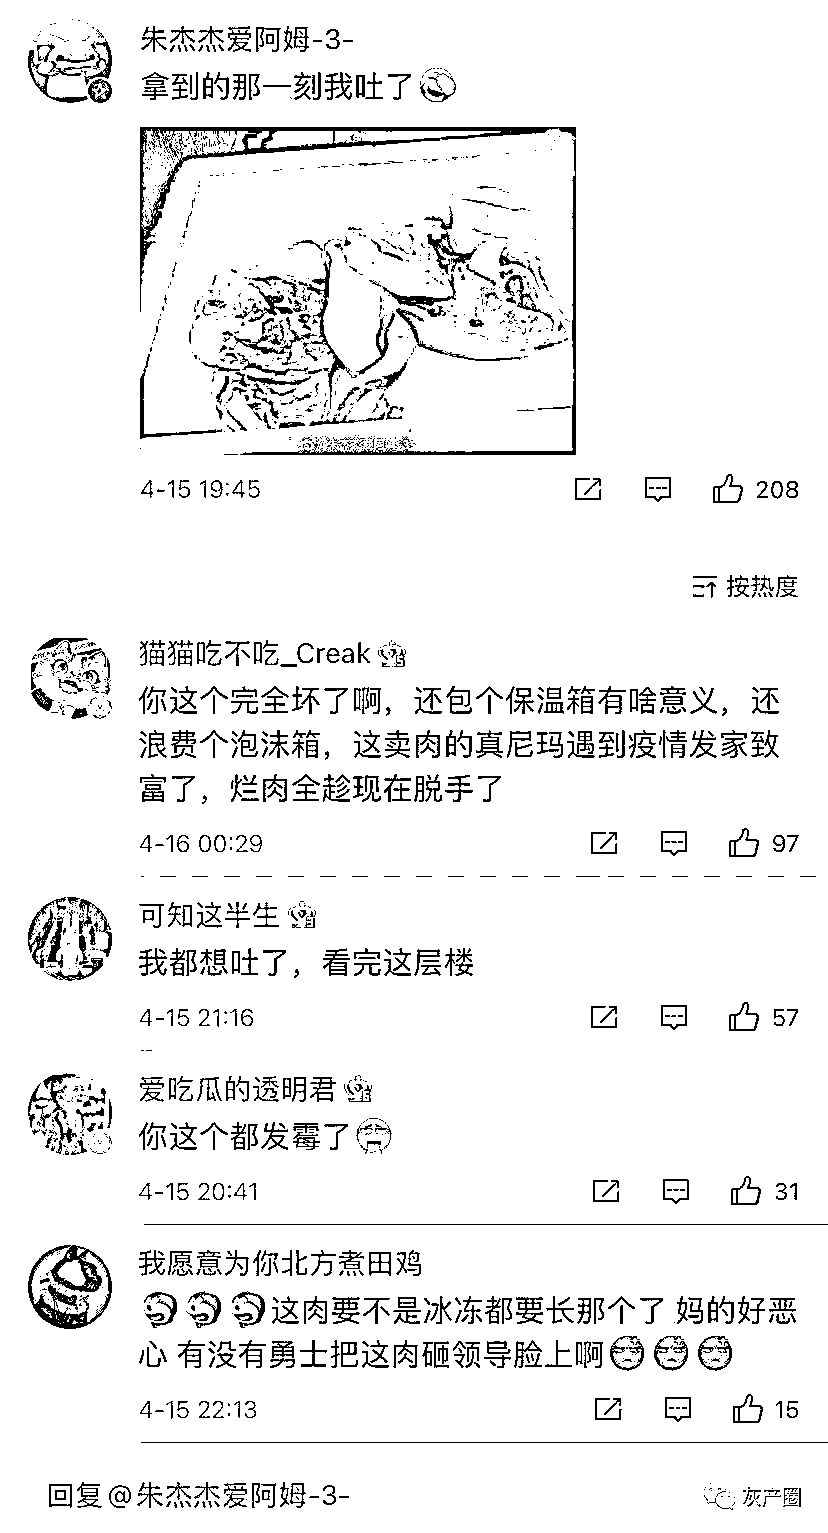 朱杰杰爱阿姆-3-
拿到的那一刻我吐了
4-15 19:45
208
按热度
猫猫吃不吃_Creak
你这个完全坏了啊，还包个保温箱有啥意义，还
浪费个泡沫箱，这卖肉的真尼玛遇到疫情发家致
富了，烂肉全趁现在脱手了
4-16 00:29
97
可知这半生
我都想吐了，看完这层楼
4-15 21:16
57
爱吃瓜的透明君
你这个都发霉了
4-15 20:41
31
我愿意为你北方煮田鸡
这肉要不是冰冻都要长那个了 妈的好恶
心 有没有勇士把这肉砸领导脸上啊
4-15 22:13
15
回复@朱杰杰爱阿姆-3-
灰产圈